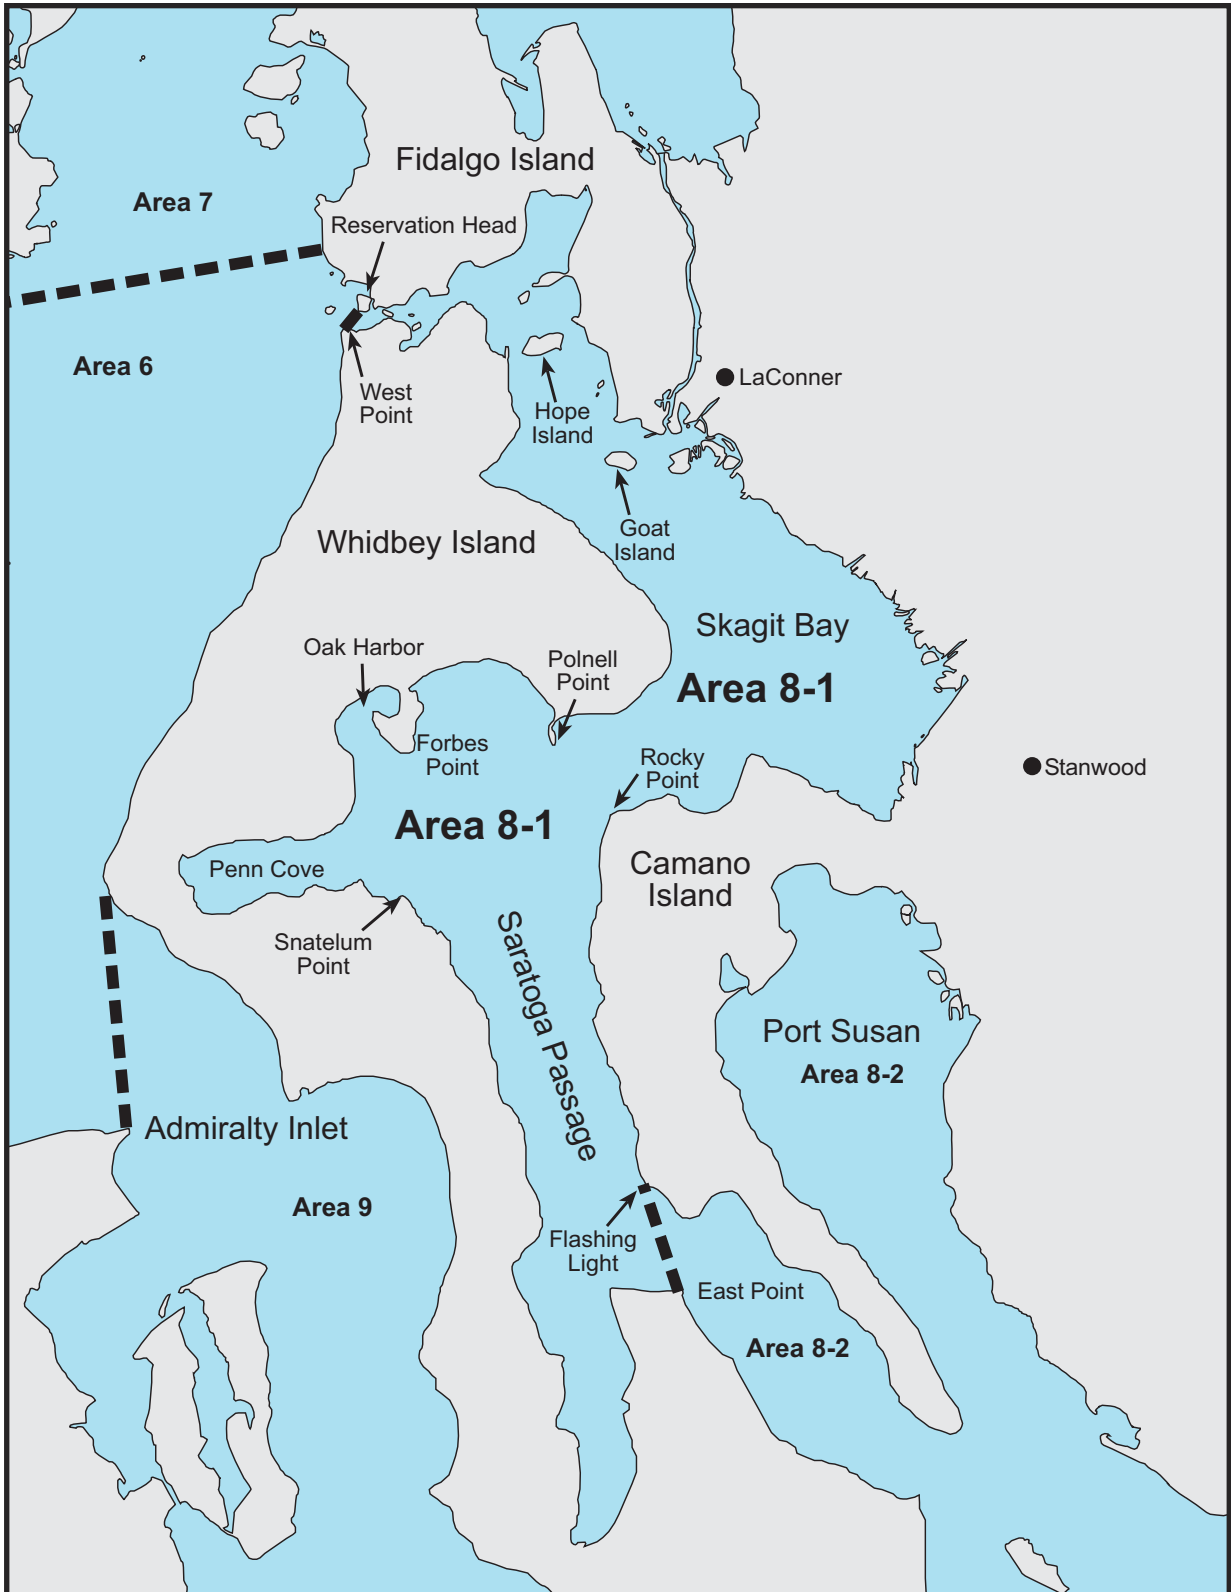 Fidalgo Island
Area 7
Reservation Head
Area 6
LaConner
West
Point
Hope
Island
Goat
Island
Whidbey Island
Skagit Bay
Oak Harbor
Polnell
Point
Area 8-1
Forbes
Point
Rocky
Point
Stanwood
Area 8-1
Penn Cove
Camano
Island
Snatelum
Point
Saratoga Passage
Port Susan
Area 8-2
Admiralty Inlet
Area 9
Flashing
Light
East Point
Area 8-2